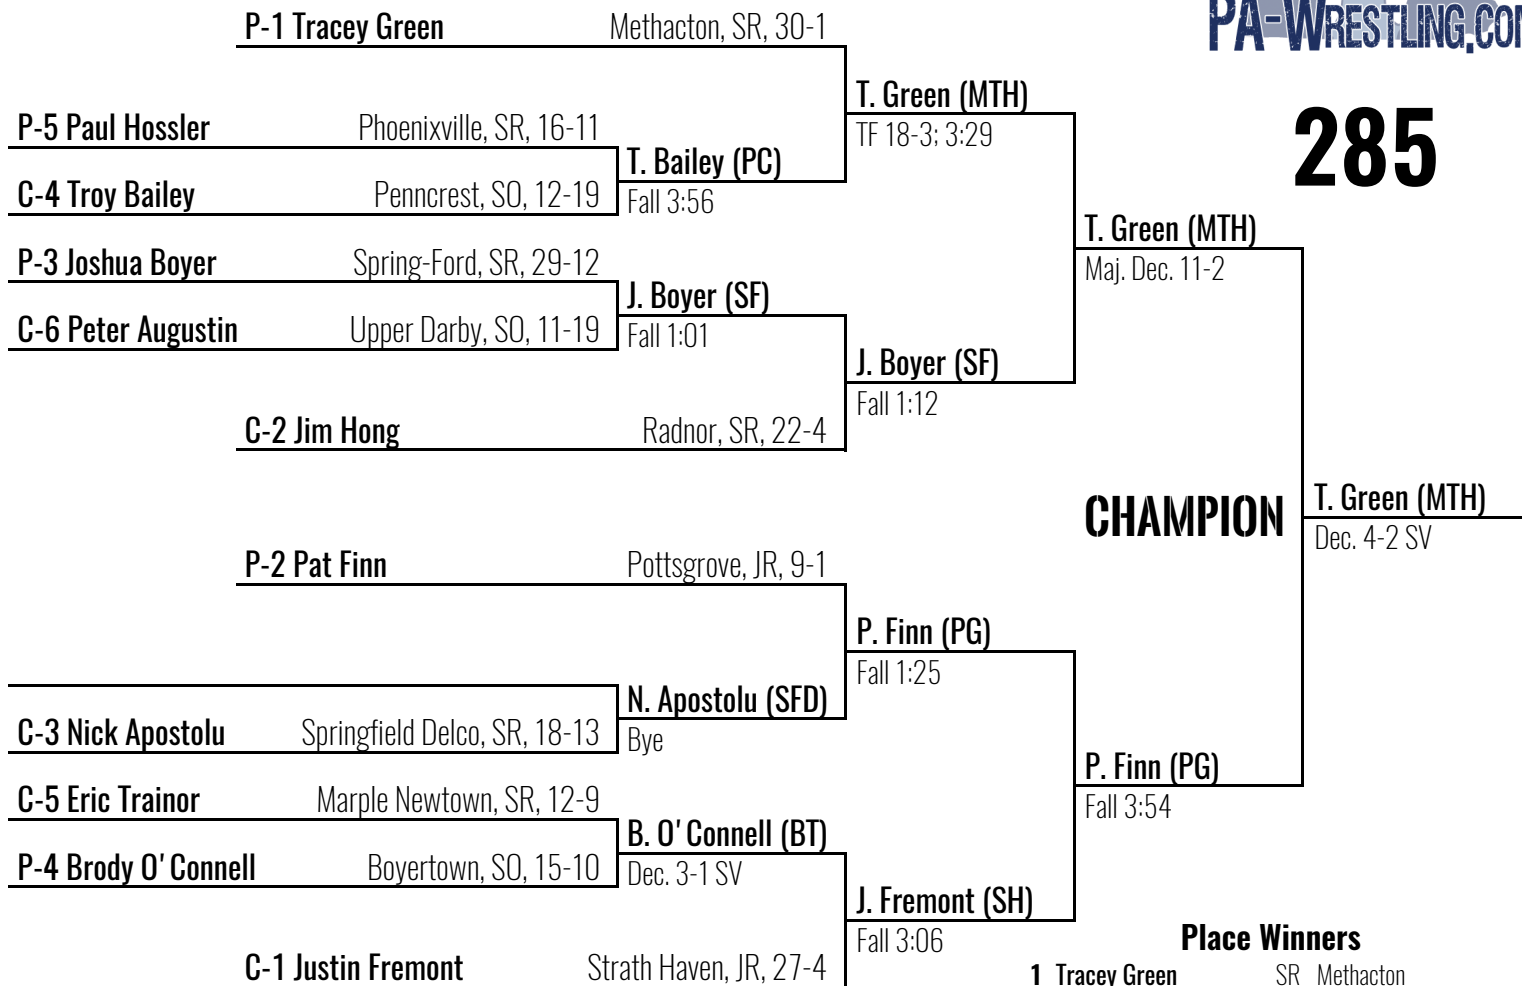 PA-WRESTLING.COM
285
P-1 Tracey Green Methacton, SR, 30-1
T. Green (MTH)
TF 18-3; 3:29
P-5 Paul Hossler Phoenixville, SR, 16-11
T. Bailey (PC)
Fall 3:56
C-4 Troy Bailey Penncrest, SO, 12-19
T. Green (MTH)
Maj. Dec. 11-2
P-3 Joshua Boyer Spring-Ford, SR, 29-12
J. Boyer (SF)
Fall 1:01
C-6 Peter Augustin Upper Darby, SO, 11-19
J. Boyer (SF)
Fall 1:12
C-2 Jim Hong Radnor, SR, 22-4
CHAMPION
T. Green (MTH)
Dec. 4-2 SV
P-2 Pat Finn Pottsgrove, JR, 9-1
P. Finn (PG)
Fall 1:25
N. Apostolu (SFD)
Bye
C-3 Nick Apostolu Springfield Delco, SR, 18-13
P. Finn (PG)
Fall 3:54
C-5 Eric Trainor Marple Newtown, SR, 12-9
B. O'Connell (BT)
Dec. 3-1 SV
P-4 Brody O'Connell Boyertown, SO, 15-10
J. Fremont (SH)
Fall 3:06
C-1 Justin Fremont Strath Haven, JR, 27-4
Place Winners
1 Tracey Green SR Methacton